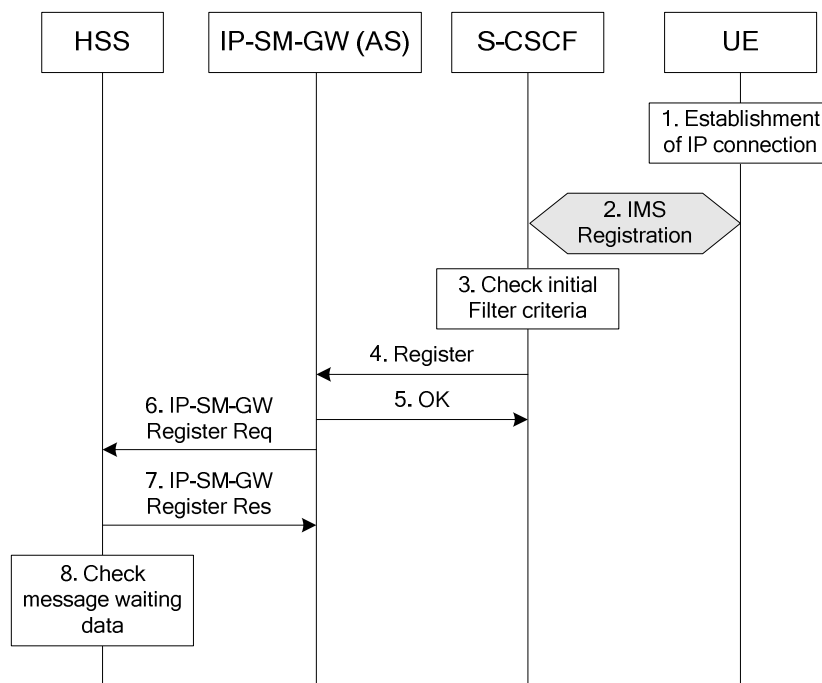 HSS
IP-SM-GW (AS)
S-CSCF
UE
1. Establishment
of IP connection
2. IMS
Registration
3. Check initial
Filter criteria
4. Register
5. OK
6. IP-SM-GW
Register Req
7. IP-SM-GW
Register Res
8. Check
message waiting
data